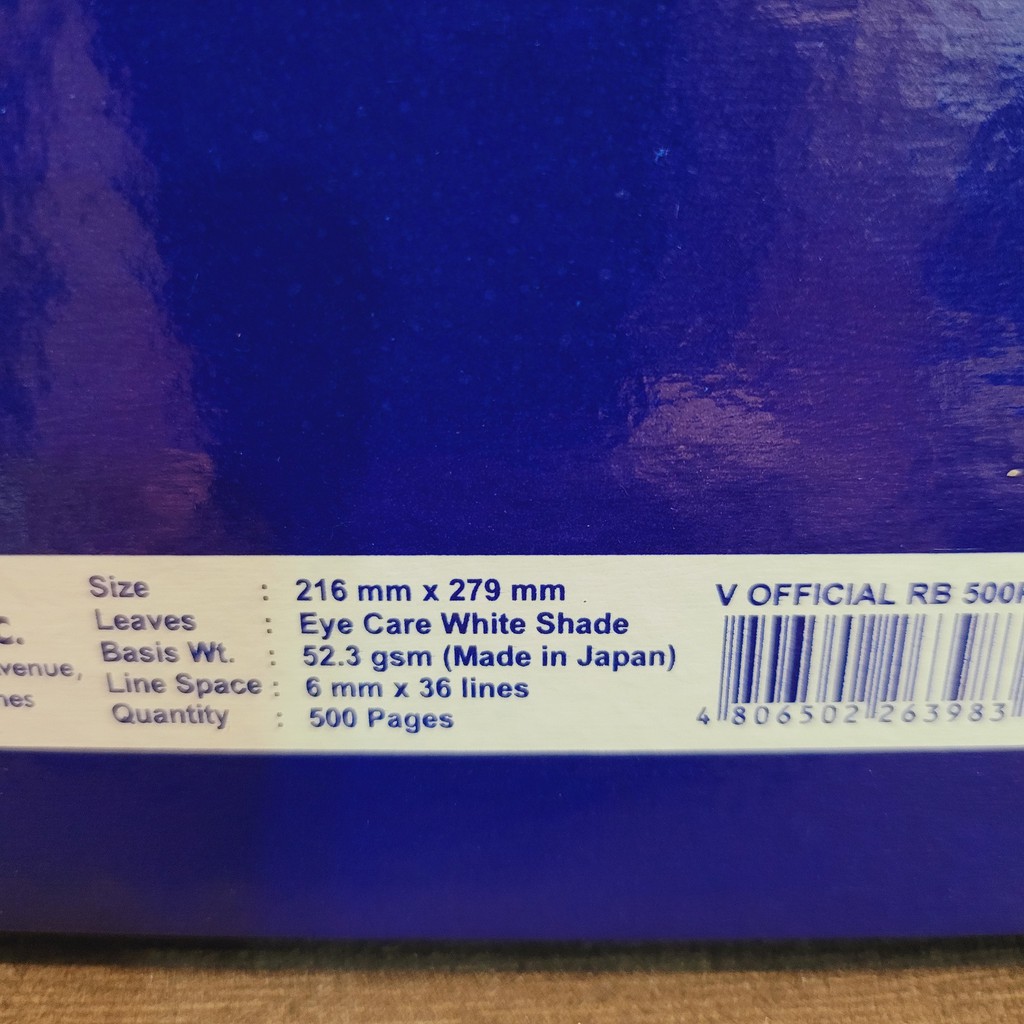 C.
venue,
nes
Size : 216 mm x 279 mm
Leaves : Eye Care White Shade
Basis Wt. : 52.3 gsm (Made in Japan)
Line Space : 6 mm x 36 lines
Quantity : 500 Pages
V OFFICIAL RB 500
4 806502 263983